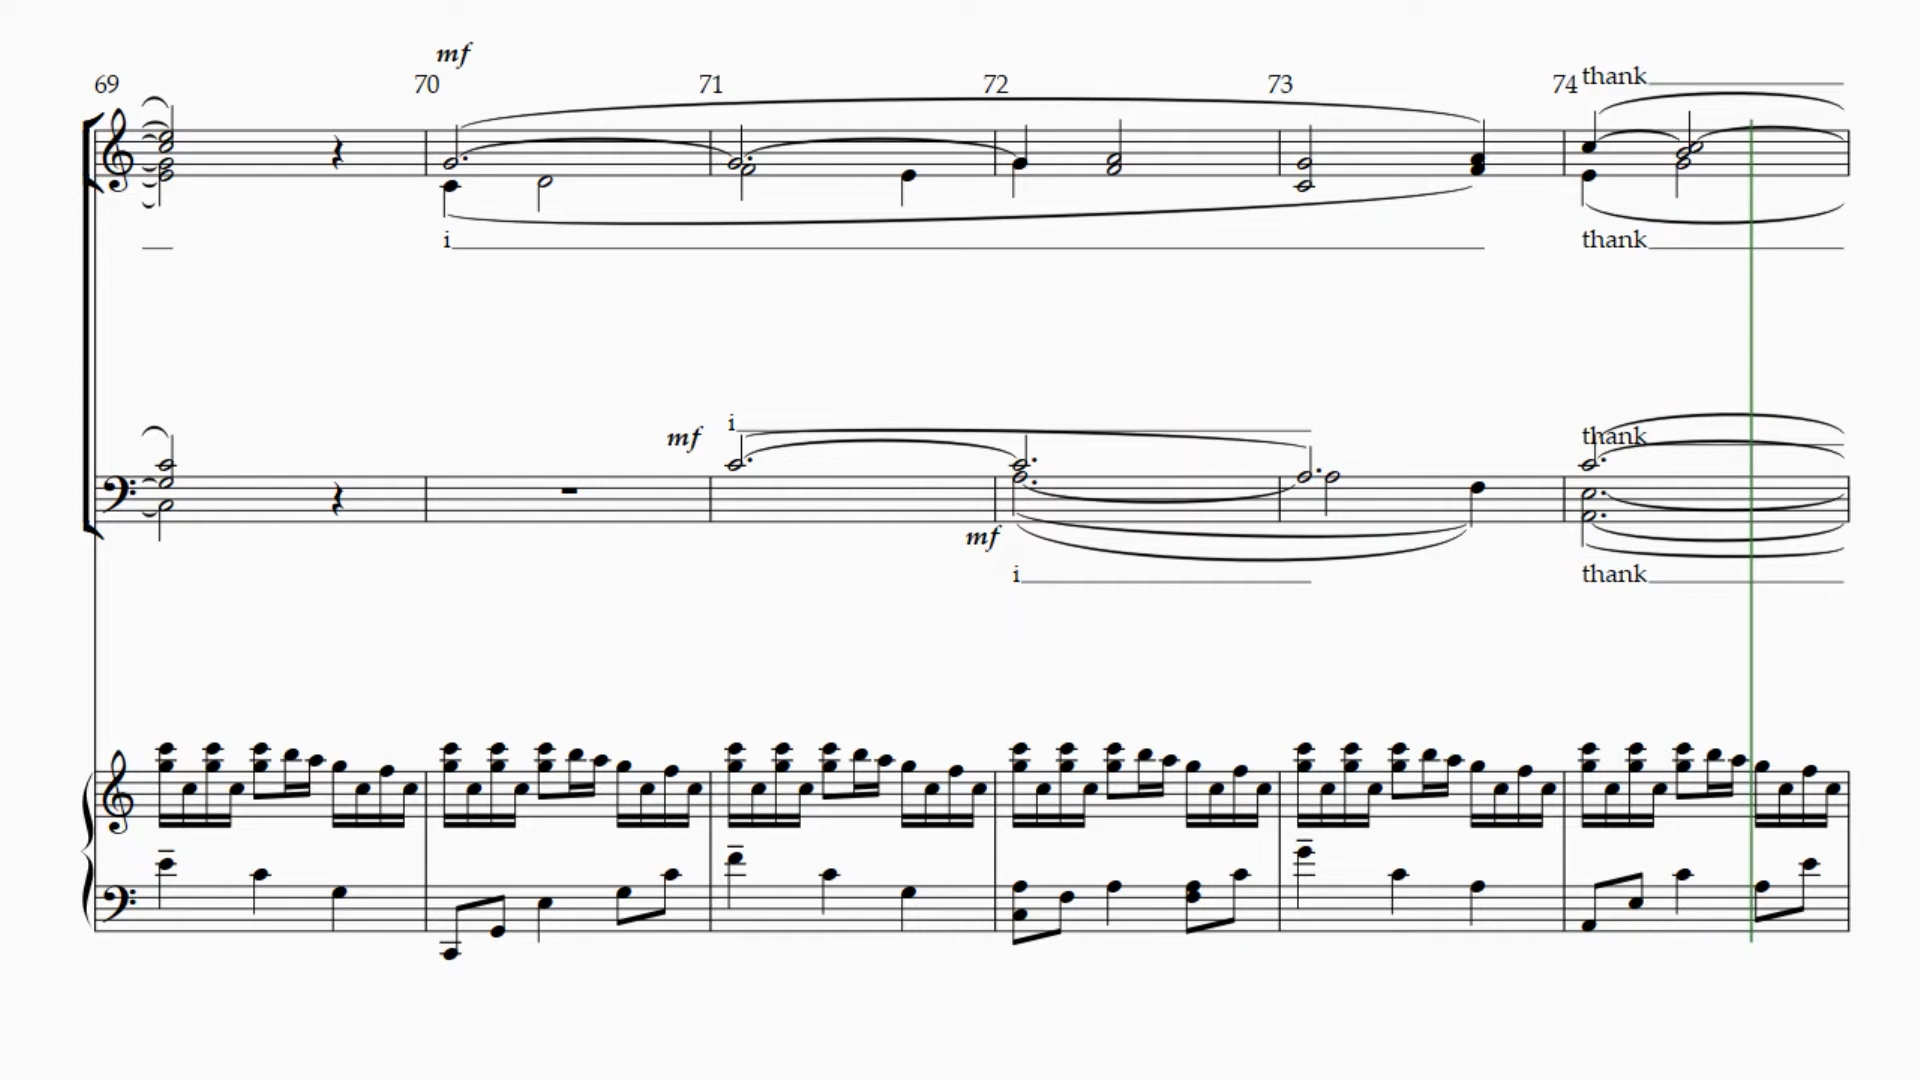 mf
69 70 71 72 73 74 thank
i thank
i
mf thank
mf
i thank